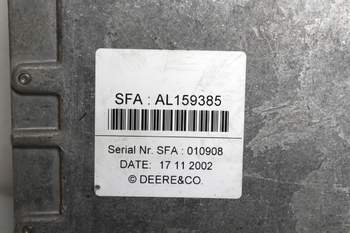 SFA : AL159385
Serial Nr. SFA : 010908
DATE: 17 11 2002
© DEERE&CO.